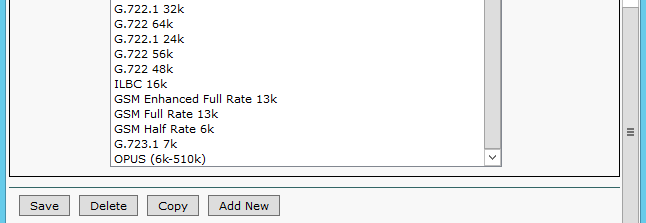 G.722.1 32k
G.722 64k
G.722.1 24k
G.722 56k
G.722 48k
ILBC 16k
GSM Enhanced Full Rate 13k
GSM Full Rate 13k
GSM Half Rate 6k
G.723.1 7k
OPUS (6k-510k)
Save Delete Copy Add New